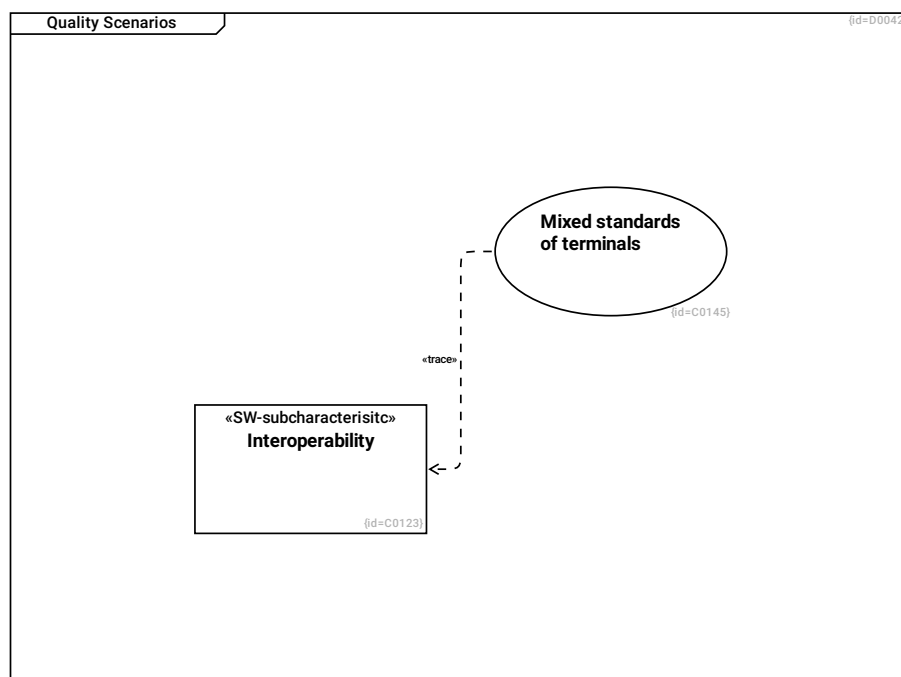 Quality Scenarios
{id=D0042
Mixed standards
of terminals
{id=C0145}
«trace»
«SW-subcharacterisitc»
Interoperability
{id=C0123}